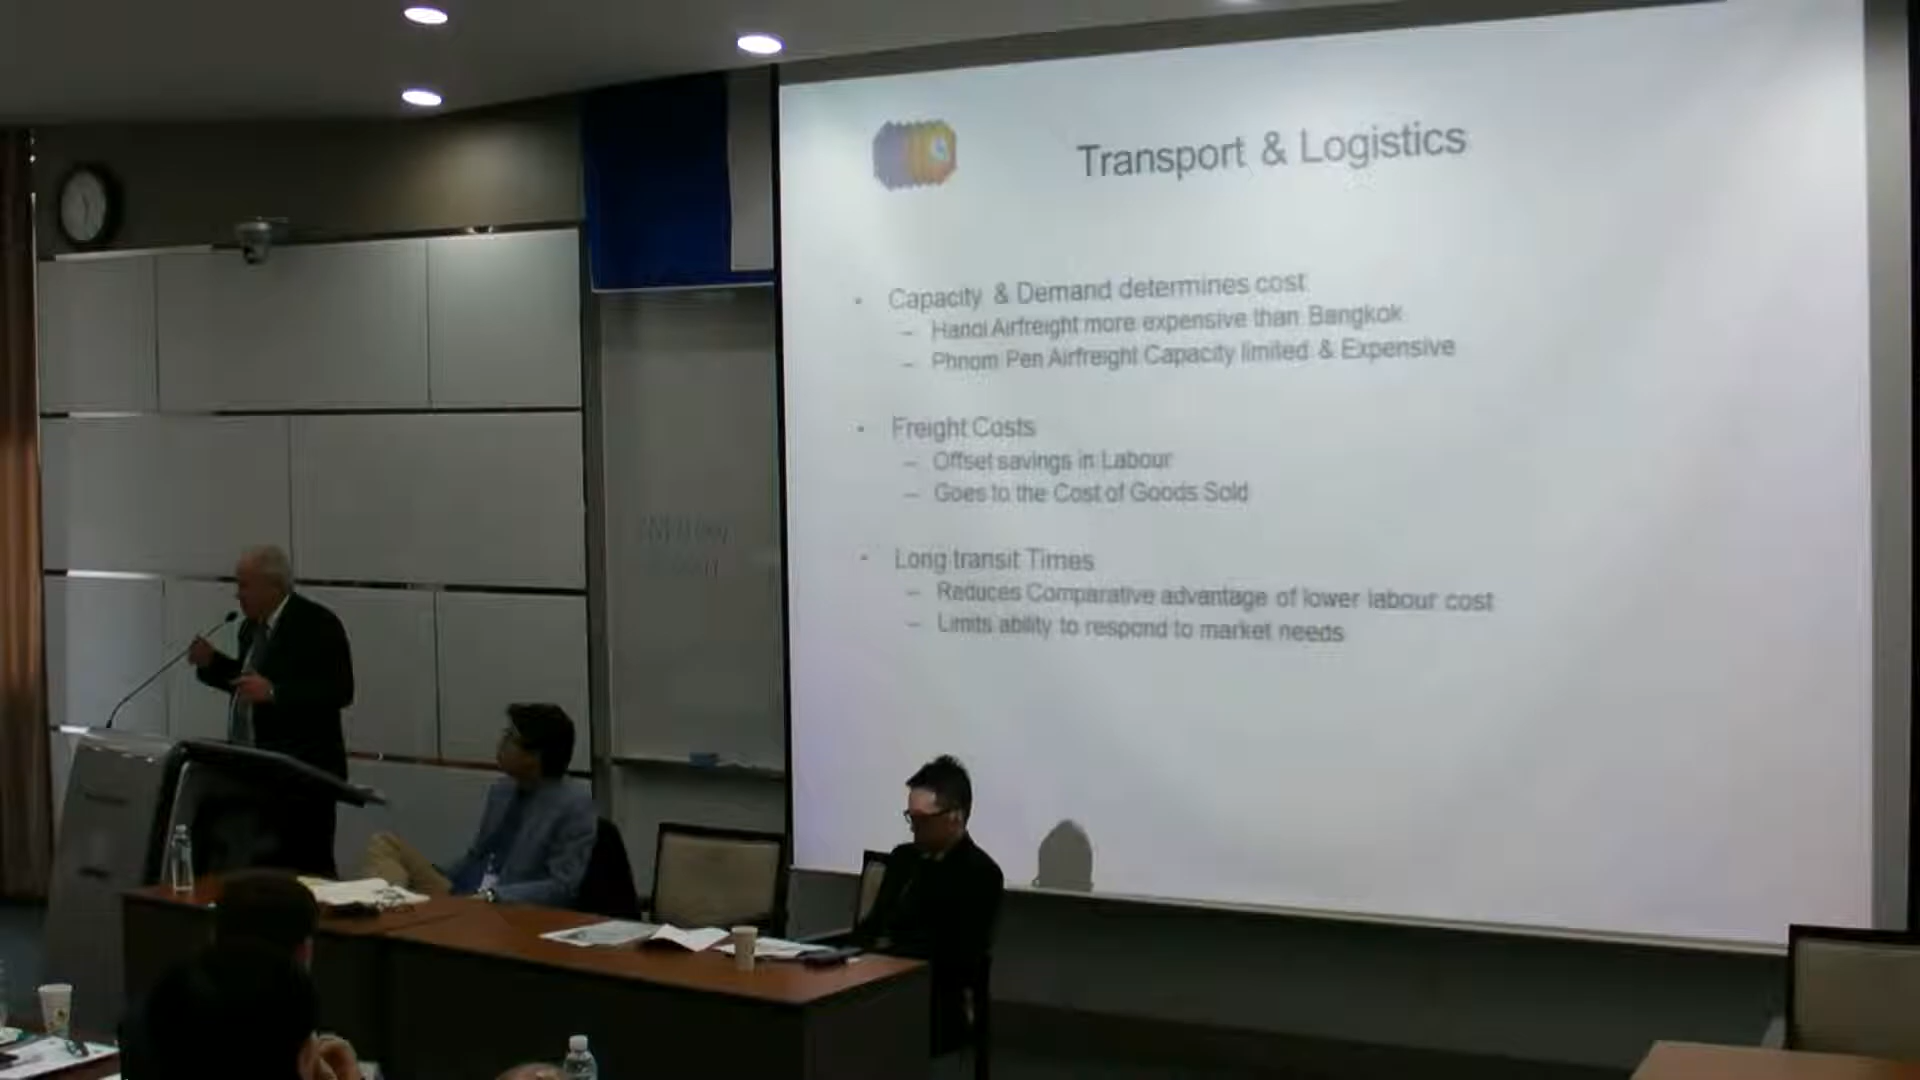 Transport & Logistics
• Capacity & Demand determines cost
– Hanoi Airfreight more expensive than Bangkok
– Phnom Pen Airfreight Capacity limited & Expensive
• Freight Costs
– Offset savings in Labour
– Goes to the Cost of Goods Sold
• Long transit Times
– Reduces Comparative advantage of lower labour cost
– Limits ability to respond to market needs